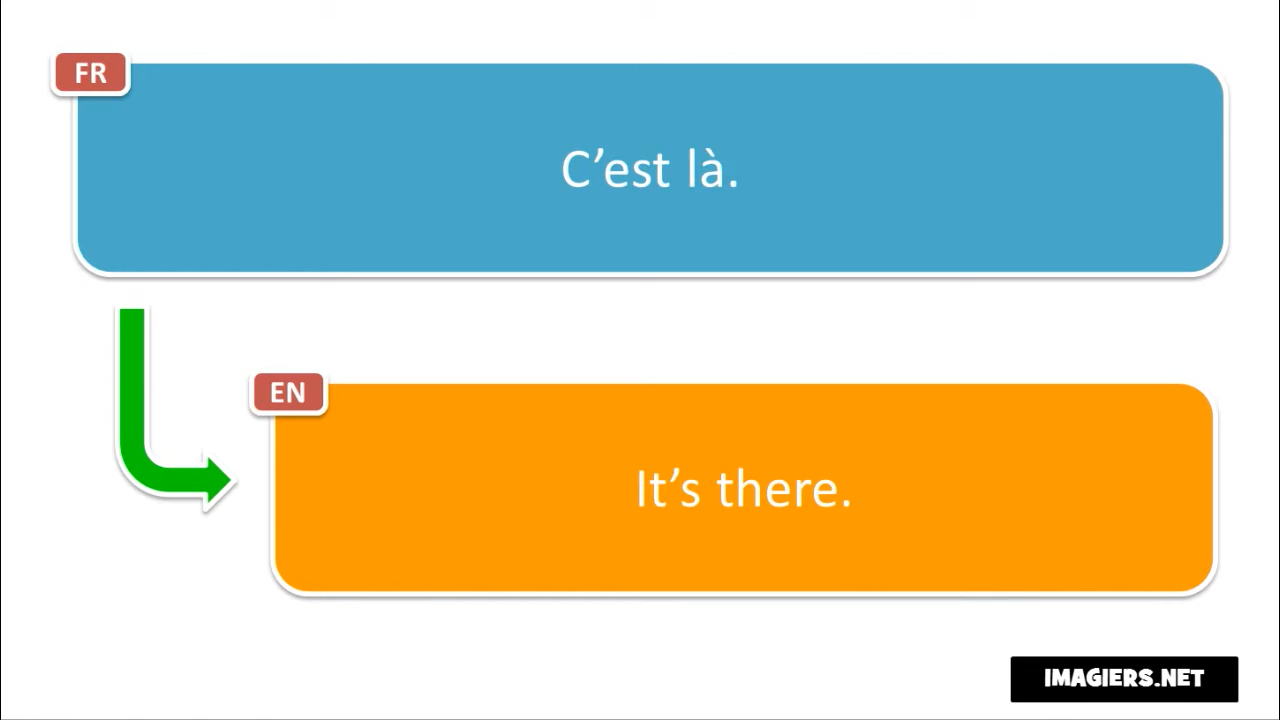 FR
C’est là.
EN
It’s there.
IMAGIERS.NET